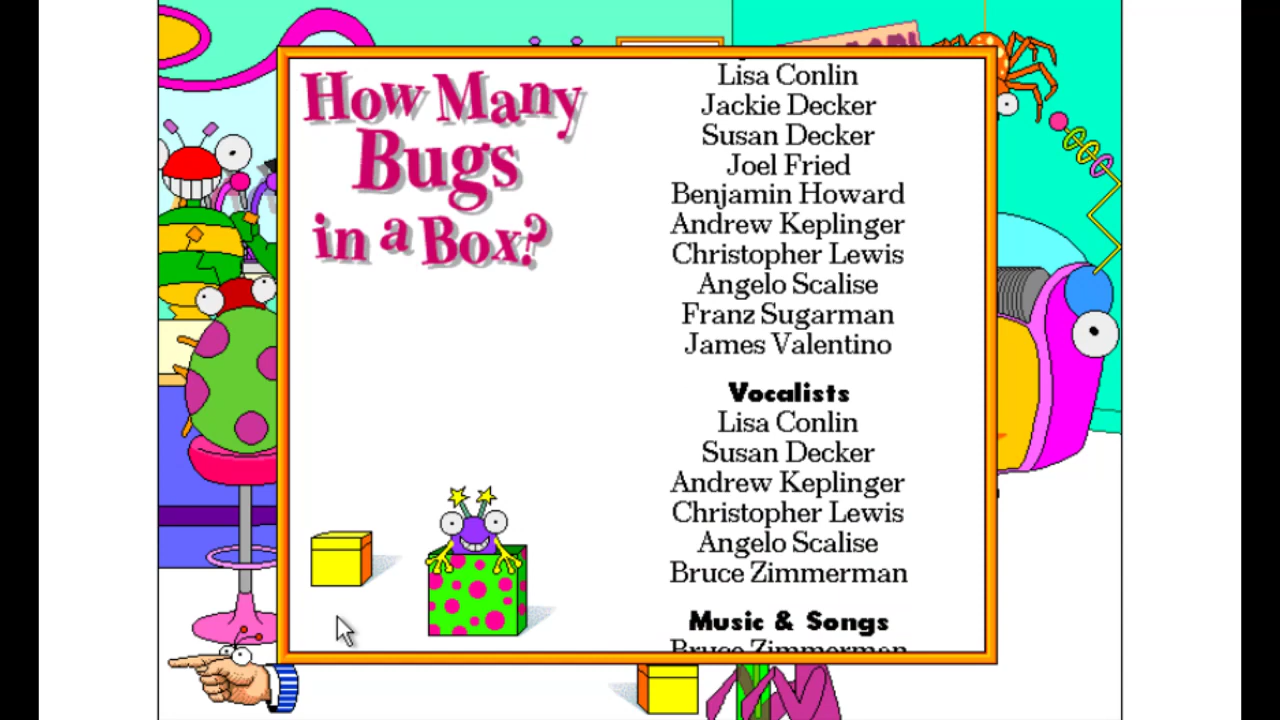 How Many
Bugs
in a Box?
Lisa Conlin
Jackie Decker
Susan Decker
Joel Fried
Benjamin Howard
Andrew Keplinger
Christopher Lewis
Angelo Scalise
Franz Sugarman
James Valentino
Vocalists
Lisa Conlin
Susan Decker
Andrew Keplinger
Christopher Lewis
Angelo Scalise
Bruce Zimmerman
Music & Songs
Bruce Zimmerman